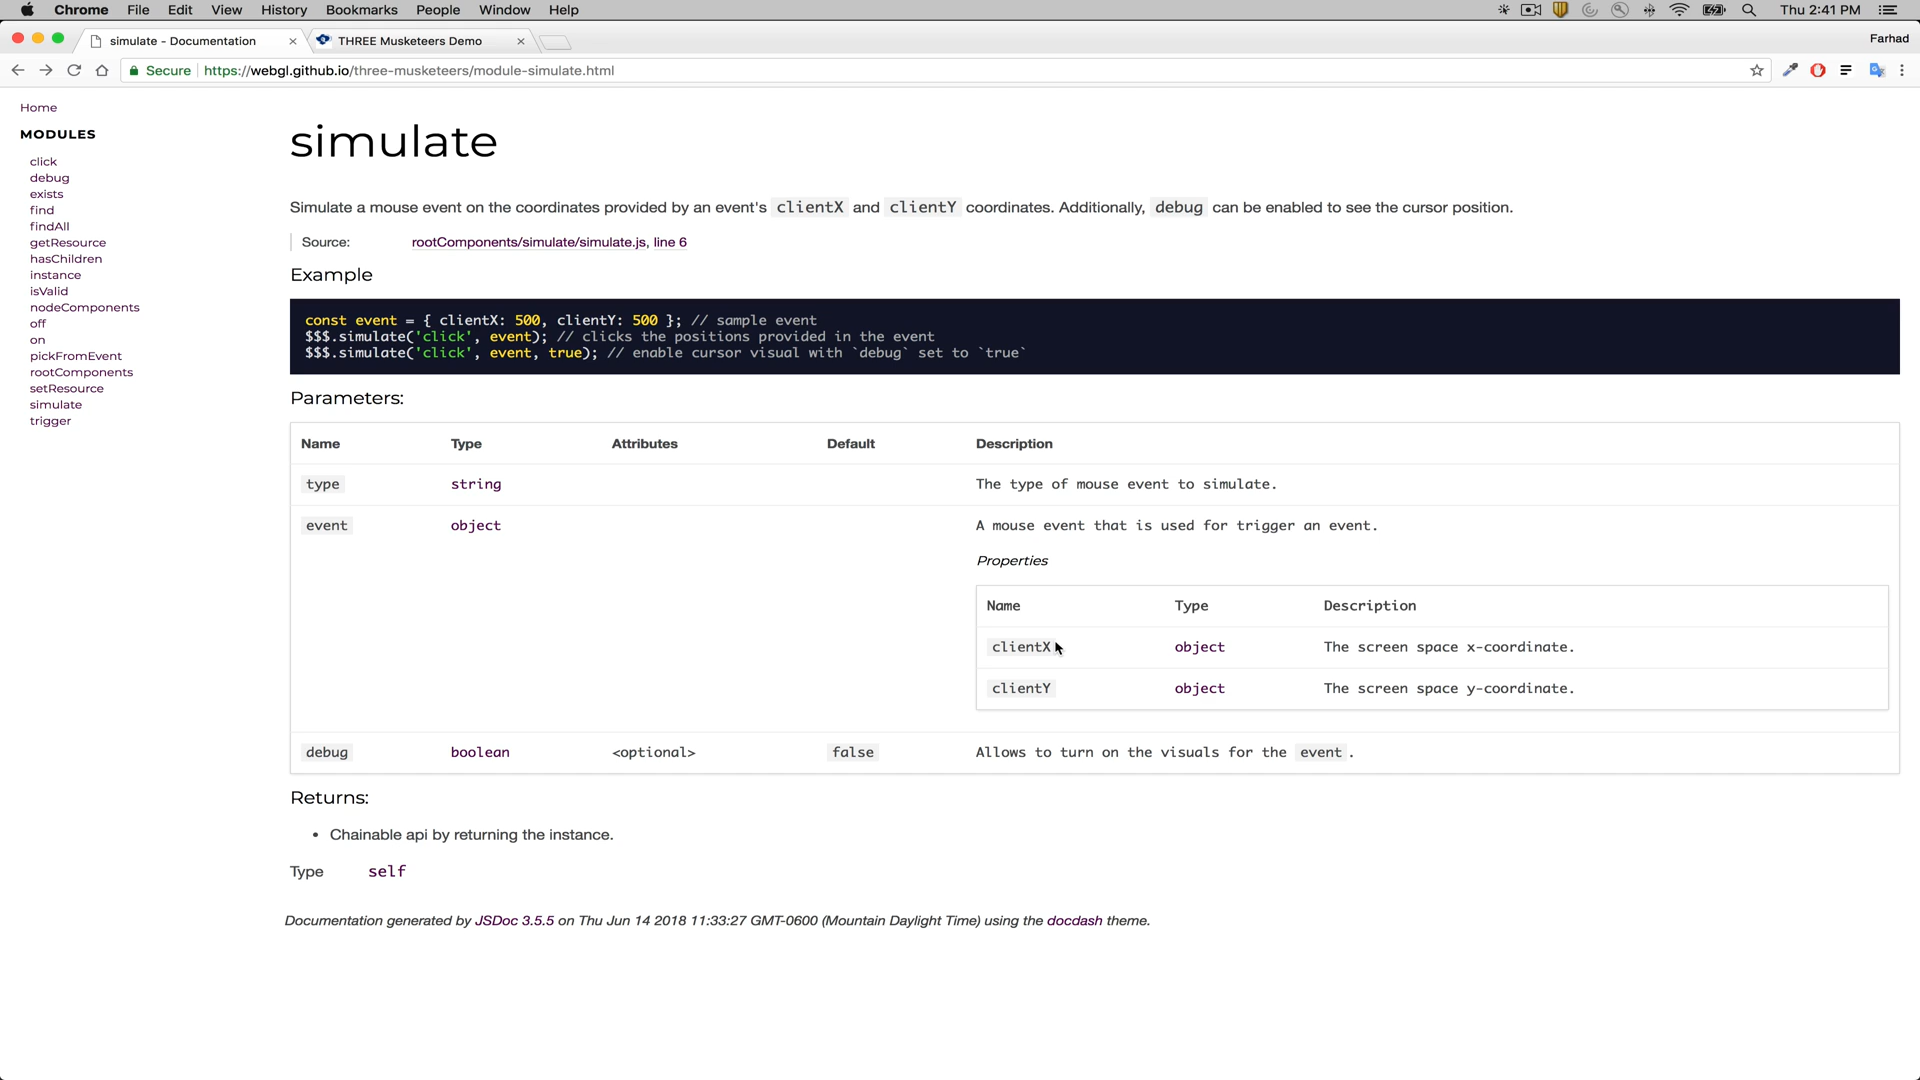 Chrome File Edit View History Bookmarks People Window Help Thu 2:41 PM
simulate - Documentation THREE Musketeers Demo Farhad
Secure https://webgl.github.io/three-musketeers/module-simulate.html
Home
MODULES
click
debug
exists
find
findAll
getResource
hasChildren
instance
isValid
nodeComponents
off
on
pickFromEvent
rootComponents
setResource
simulate
trigger
simulate
Simulate a mouse event on the coordinates provided by an event's clientX and clientY coordinates. Additionally, debug can be enabled to see the cursor position.
Source: rootComponents/simulate/simulate.js, line 6
Example
const event = { clientX: 500, clientY: 500 }; // sample event
$$$.simulate('click', event); // clicks the positions provided in the event
$$$.simulate('click', event, true); // enable cursor visual with `debug` set to `true`
Parameters:
Name Type Attributes Default Description
type string The type of mouse event to simulate.
event object A mouse event that is used for trigger an event.
Properties
Name Type Description
clientX object The screen space x-coordinate.
clientY object The screen space y-coordinate.
debug boolean <optional> false Allows to turn on the visuals for the event .
Returns:
• Chainable api by returning the instance.
Type self
Documentation generated by JSDoc 3.5.5 on Thu Jun 14 2018 11:33:27 GMT-0600 (Mountain Daylight Time) using the docdash theme.